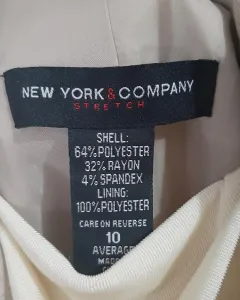 NEW YORK & COMPANY
STRETCH
SHELL:
64% POLYESTER
32% RAYON
4% SPANDEX
LINING:
100% POLYESTER
CARE ON REVERSE
10
AVERAGE
MADE